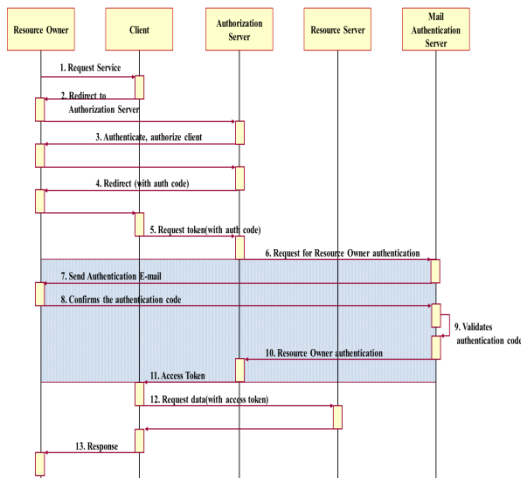 Resource Owner
Client
Authorization
Server
Resource Server
Mail
Authentication
Server
1. Request Service
2. Redirect to
Authorization Server
3. Authenticate, authorize client
4. Redirect (with auth code)
5. Request token(with auth code)
6. Request for Resource Owner authentication
7. Send Authentication E-mail
8. Confirms the authentication code
9. Validates
authentication code
10. Resource Owner authentication
11. Access Token
12. Request data(with access token)
13. Response